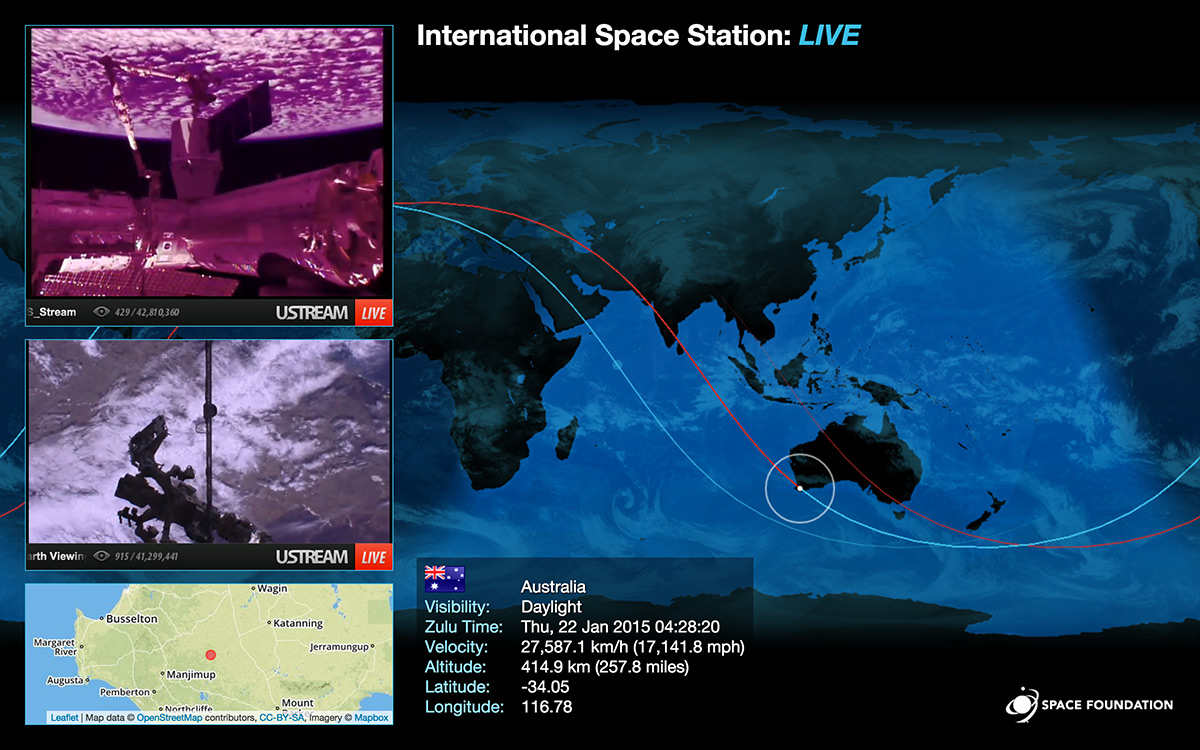 International Space Station: LIVE
S_Stream 429 / 42,810,360 USTREAM LIVE
arth Viewin 915 / 41,299,441 USTREAM LIVE
Wagin
Busselton
Katanning
Margaret
River
Jerramungup
Manjimup
Augusta
Pemberton
Northcliffe
Mount
Leaflet | Map data © OpenStreetMap contributors, CC-BY-SA, Imagery © Mapbox
Australia
Visibility: Daylight
Zulu Time: Thu, 22 Jan 2015 04:28:20
Velocity: 27,587.1 km/h (17,141.8 mph)
Altitude: 414.9 km (257.8 miles)
Latitude: -34.05
Longitude: 116.78
SPACE FOUNDATION